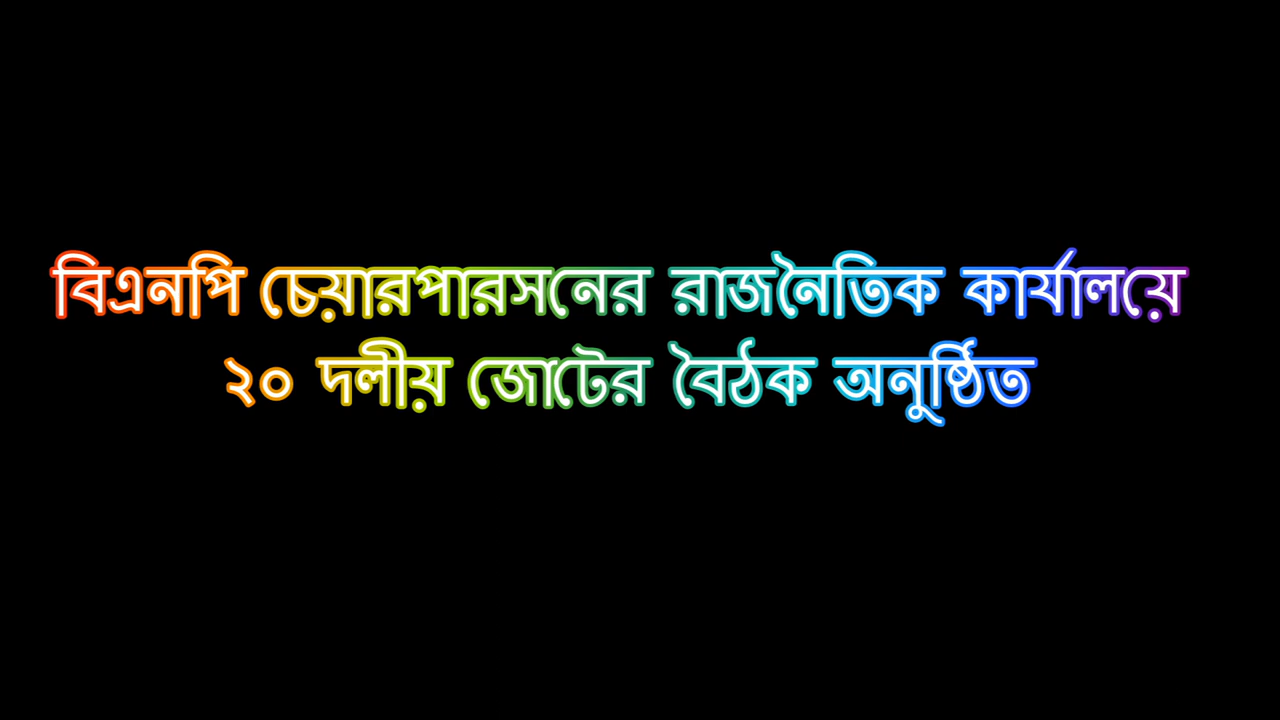 বিএনপি চেয়ারপারসনের রাজনৈতিক কার্যালয়ে
২০ দলীয় জোটের বৈঠক অনুষ্ঠিত